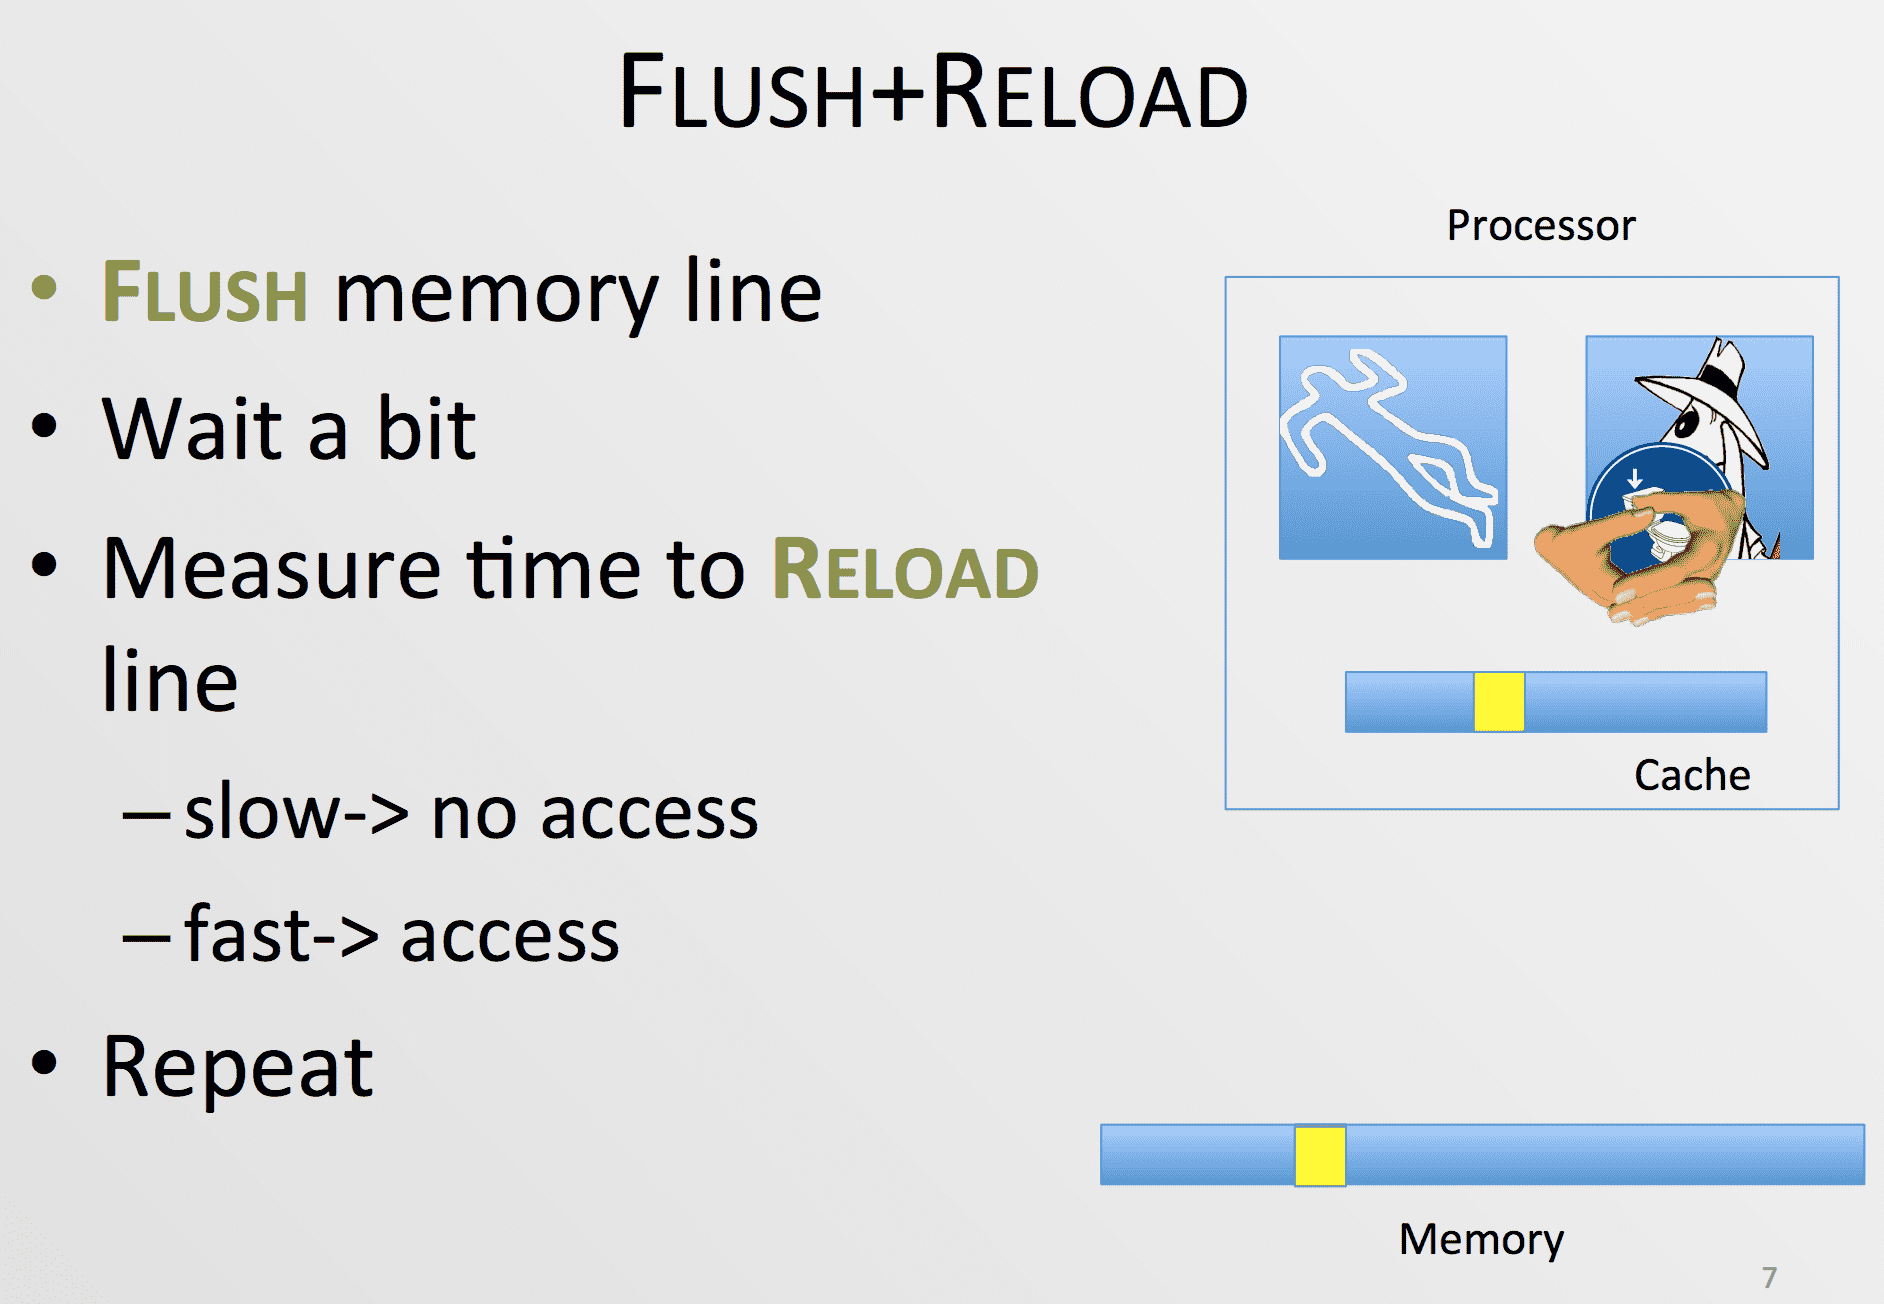 FLUSH+RELOAD
• FLUSH memory line
• Wait a bit
• Measure time to RELOAD
line
– slow-> no access
– fast-> access
• Repeat
Processor
Cache
Memory
7